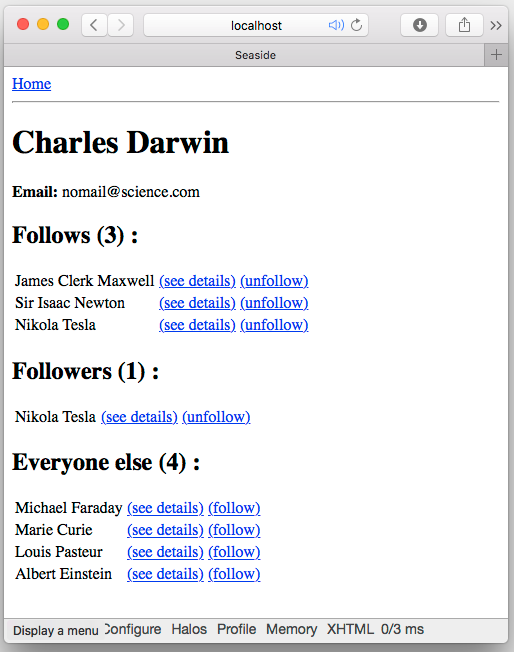 localhost
Seaside
Home
Charles Darwin
Email: nomail@science.com
Follows (3) :
James Clerk Maxwell (see details) (unfollow)
Sir Isaac Newton (see details) (unfollow)
Nikola Tesla (see details) (unfollow)
Followers (1) :
Nikola Tesla (see details) (unfollow)
Everyone else (4) :
Michael Faraday (see details) (follow)
Marie Curie (see details) (follow)
Louis Pasteur (see details) (follow)
Albert Einstein (see details) (follow)
Display a menu Configure Halos Profile Memory XHTML 0/3 ms